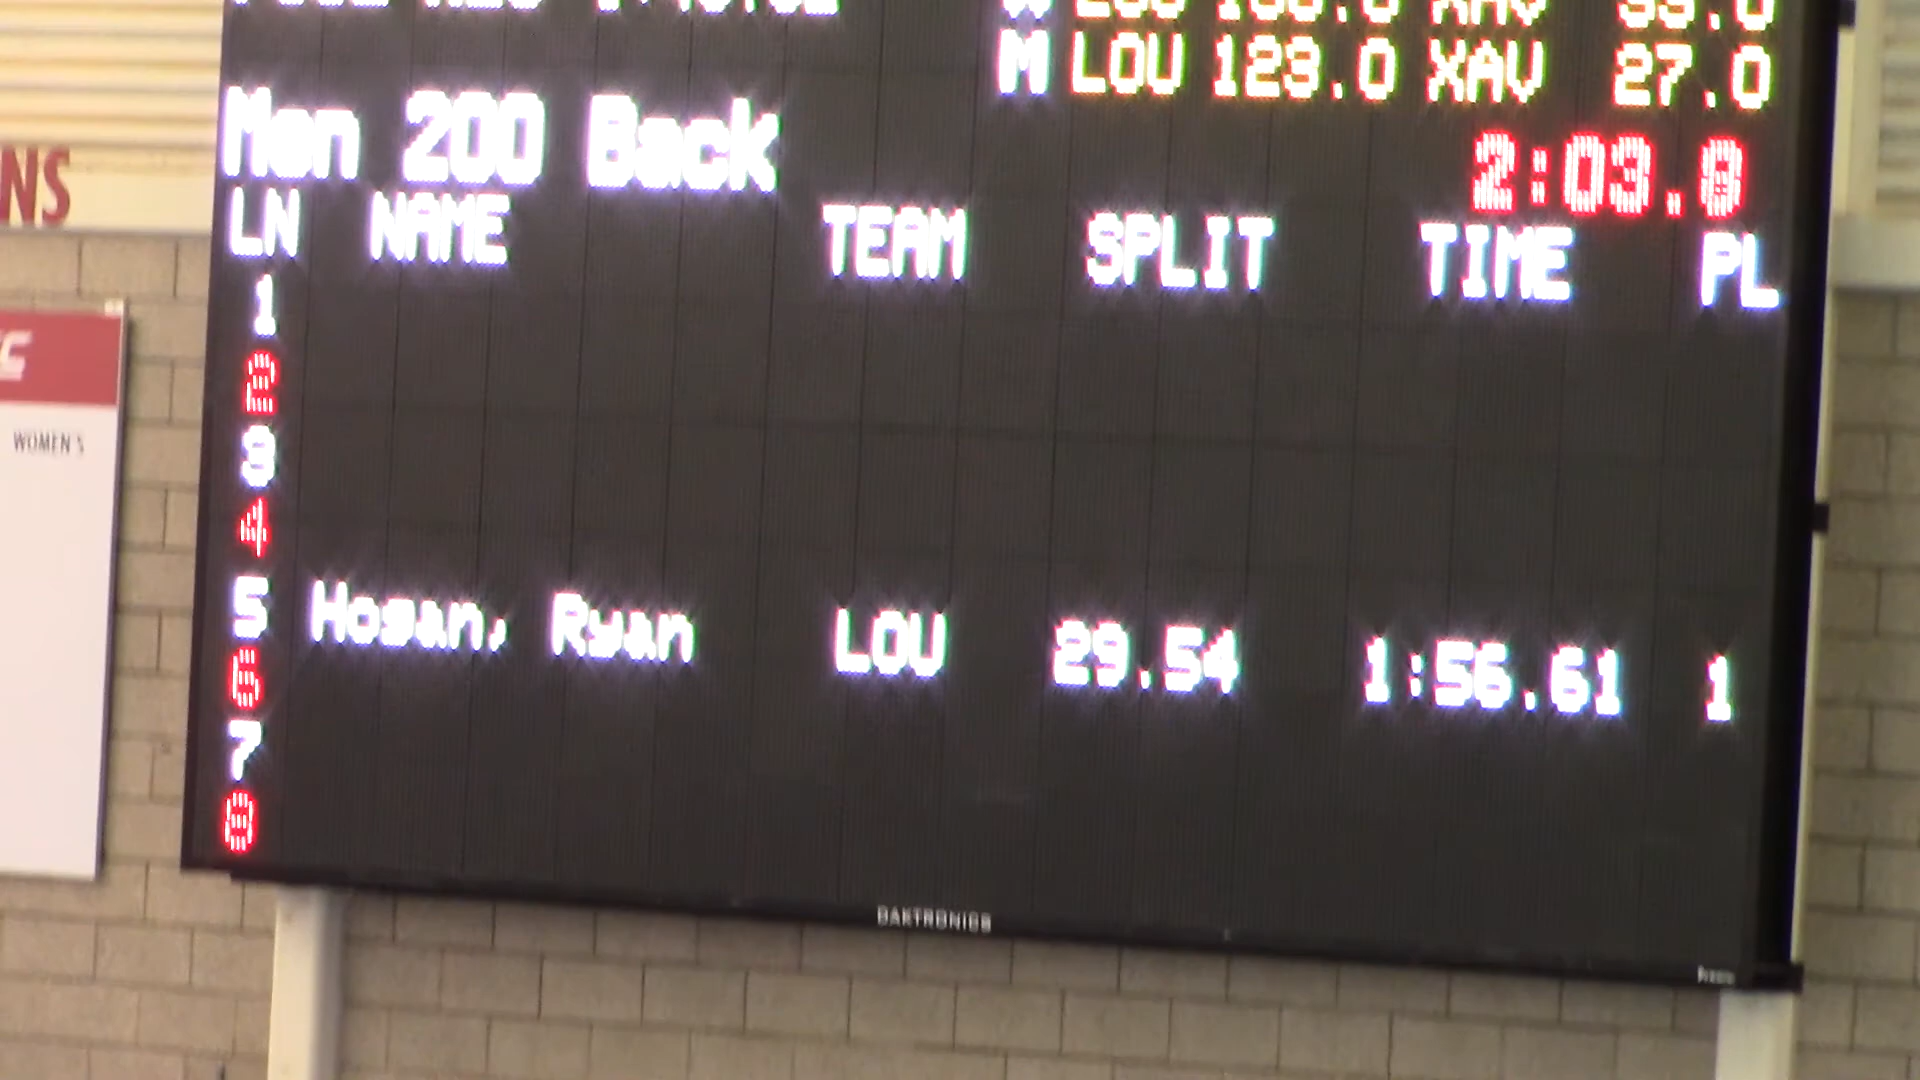 M LOU 123.0 XAV 27.0
Men 200 Back
2:03.8
LN NAME TEAM SPLIT TIME PL
1
2
3
4
5 Hogan, Ryan LOU 29.54 1:56.61 1
6
7
8
NS
WOMEN'S
DAKTRONICS